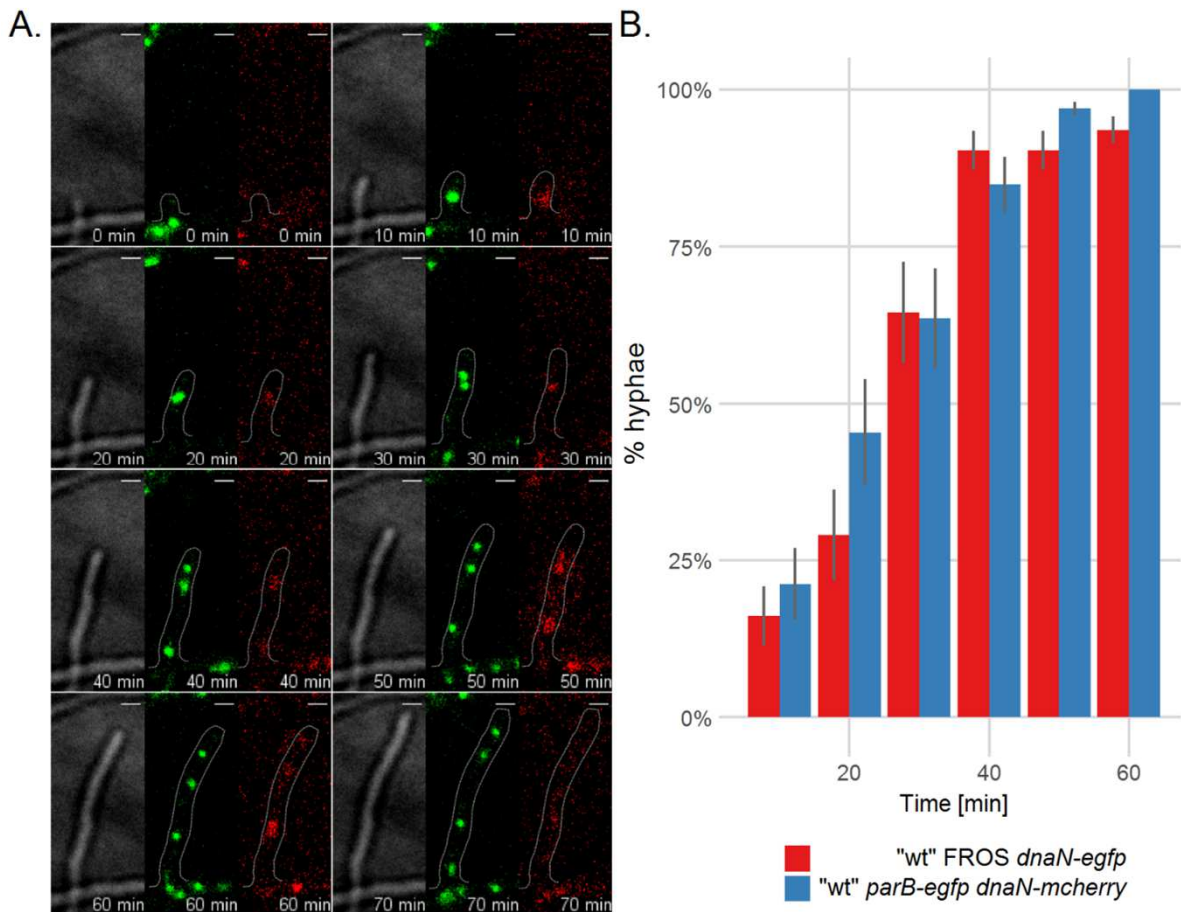 A.
0 min 0 min 0 min 10 min 10 min 10 min
20 min 20 min 20 min 30 min 30 min 30 min
40 min 40 min 40 min 50 min 50 min 50 min
60 min 60 min 60 min 70 min 70 min 70 min
B.
% hyphae
100%
75%
50%
25%
0%
20 40 60
Time [min]
"wt" FROS dnaN-egfp
"wt" parB-egfp dnaN-mcherry